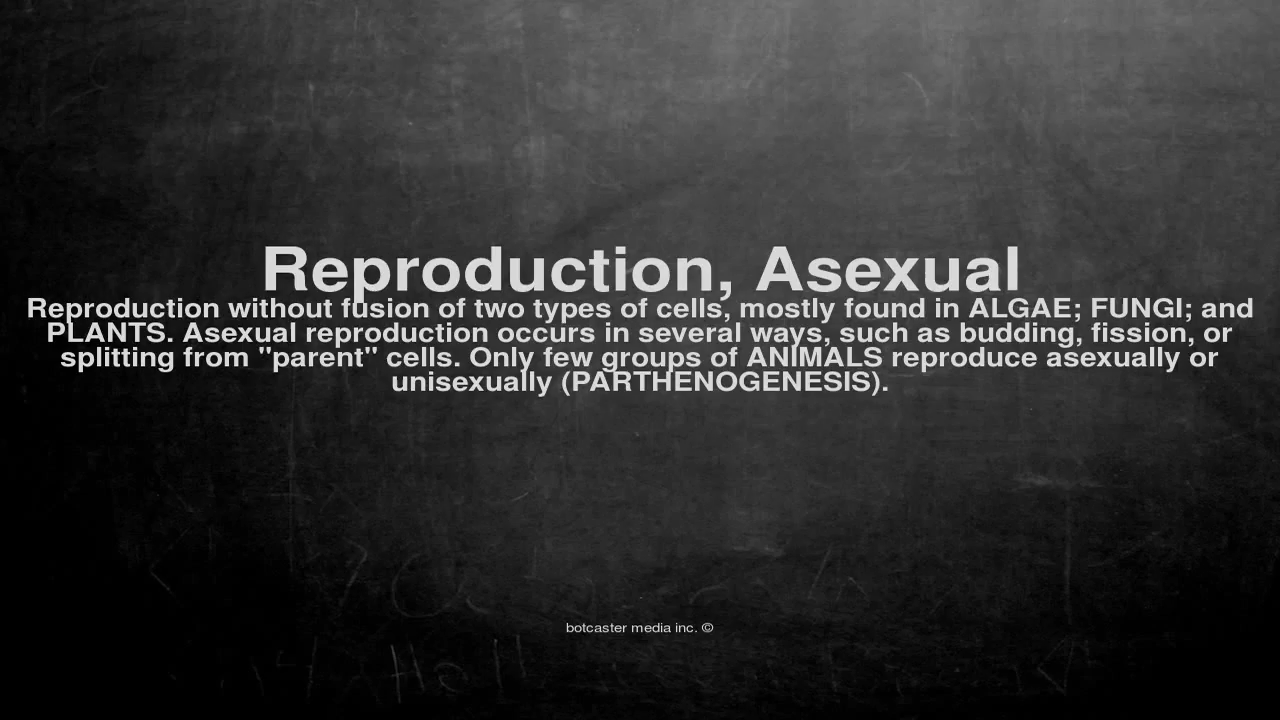 Reproduction, Asexual
Reproduction without fusion of two types of cells, mostly found in ALGAE; FUNGI; and
PLANTS. Asexual reproduction occurs in several ways, such as budding, fission, or
splitting from "parent" cells. Only few groups of ANIMALS reproduce asexually or
unisexually (PARTHENOGENESIS).
botcaster media inc. ©